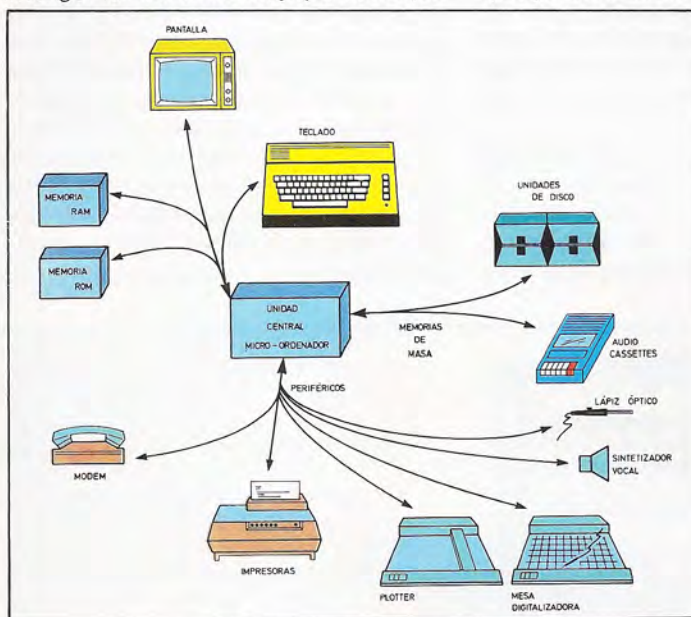 PANTALLA
TECLADO
MEMORIA
RAM
MEMORIA
ROM
UNIDADES
DE DISCO
UNIDAD
CENTRAL
MICRO-ORDENADOR
MEMORIAS
DE
MASA
AUDIO
CASSETTES
PERIFÉRICOS
LÁPIZ ÓPTICO
SINTETIZADOR
VOCAL
MODEM
IMPRESORAS
PLOTTER
MESA
DIGITALIZADORA